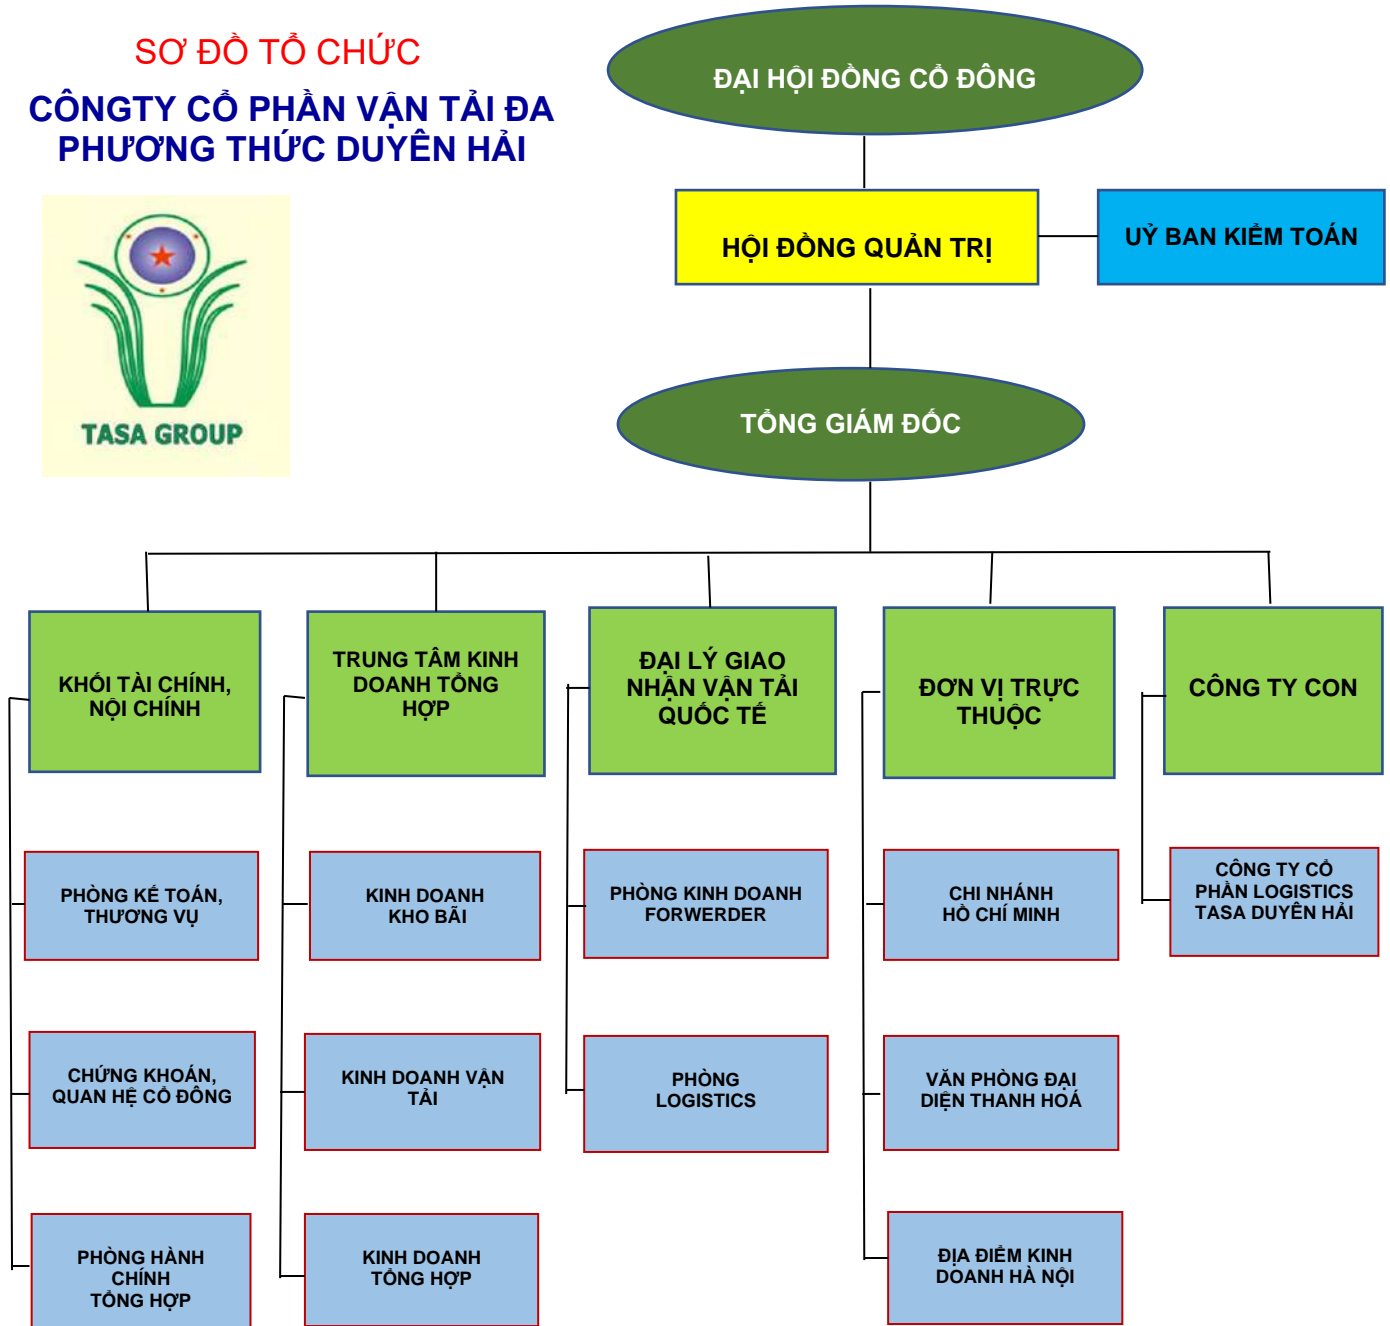 SƠ ĐỒ TỔ CHỨC
CÔNGTY CỔ PHẦN VẬN TẢI ĐA
PHƯƠNG THỨC DUYÊN HẢI
TASA GROUP
ĐẠI HỘI ĐỒNG CỔ ĐÔNG
HỘI ĐỒNG QUẢN TRỊ
UỶ BAN KIỂM TOÁN
TỔNG GIÁM ĐỐC
KHỐI TÀI CHÍNH,
NỘI CHÍNH
TRUNG TÂM KINH
DOANH TỔNG
HỢP
ĐẠI LÝ GIAO
NHẬN VẬN TẢI
QUỐC TẾ
ĐƠN VỊ TRỰC
THUỘC
CÔNG TY CON
PHÒNG KẾ TOÁN,
THƯƠNG VỤ
KINH DOANH
KHO BÃI
PHÒNG KINH DOANH
FORWERDER
CHI NHÁNH
HỒ CHÍ MINH
CÔNG TY CỔ
PHẦN LOGISTICS
TASA DUYÊN HẢI
CHỨNG KHOÁN,
QUAN HỆ CỔ ĐÔNG
KINH DOANH VẬN
TẢI
PHÒNG
LOGISTICS
VĂN PHÒNG ĐẠI
DIỆN THANH HOÁ
PHÒNG HÀNH
CHÍNH
TỔNG HỢP
KINH DOANH
TỔNG HỢP
ĐỊA ĐIỂM KINH
DOANH HÀ NỘI